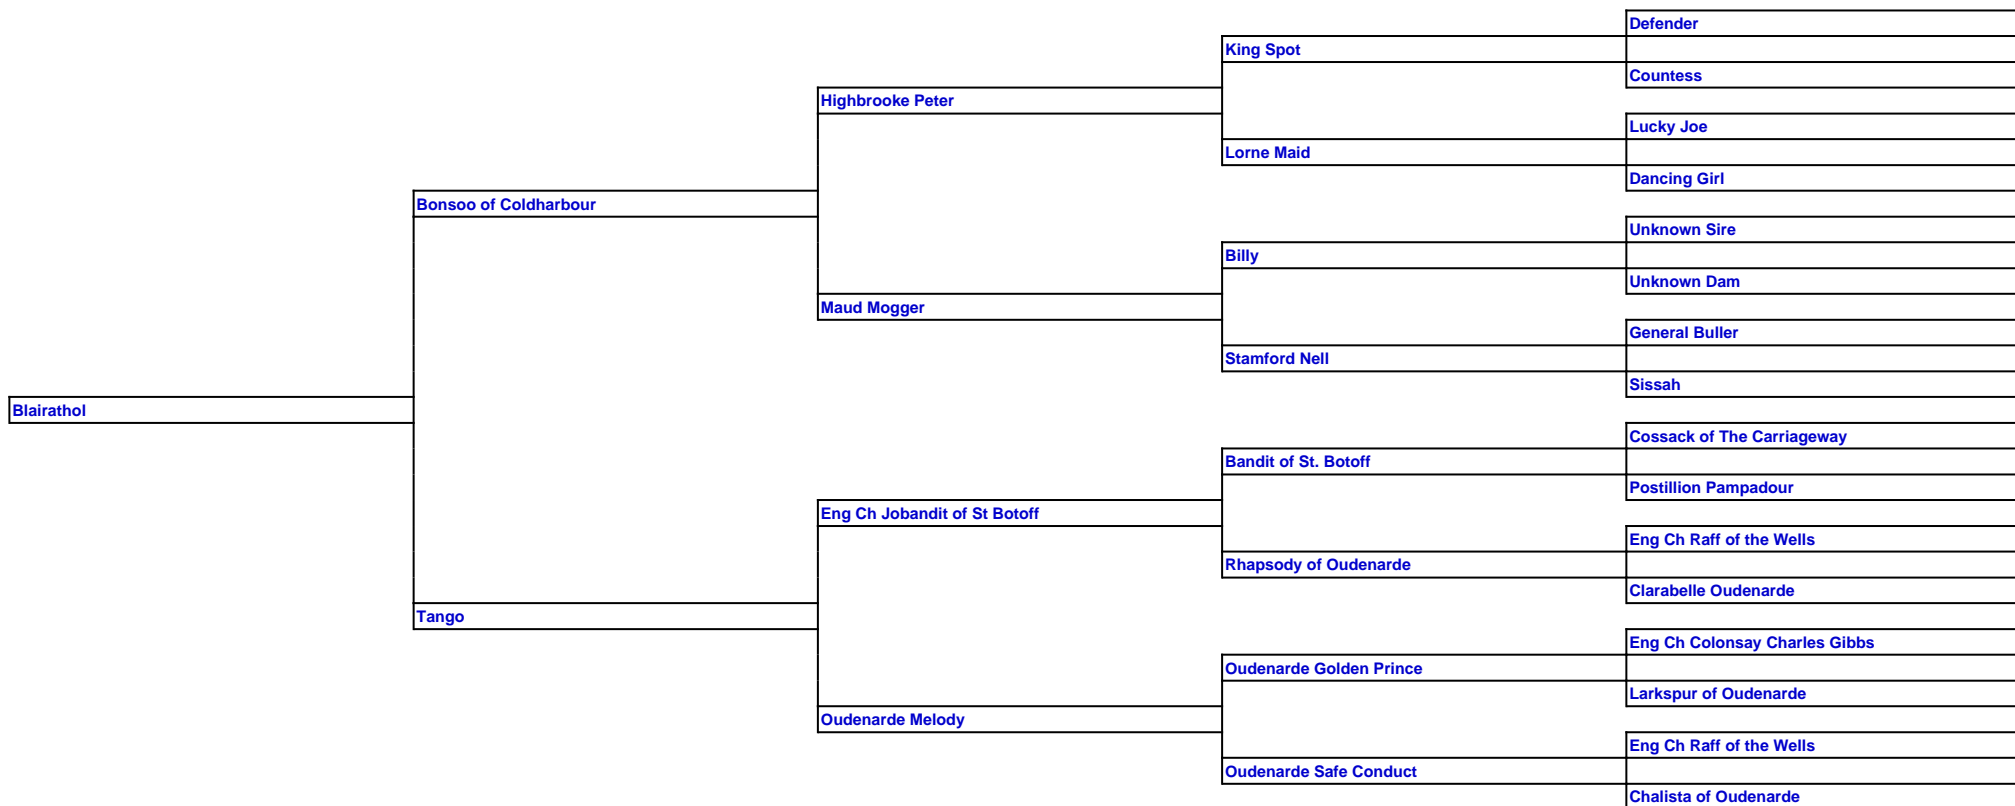 Defender
King Spot
Countess
Highbrooke Peter
Lucky Joe
Lorne Maid
Dancing Girl
Bonsoo of Coldharbour
Unknown Sire
Billy
Unknown Dam
Maud Mogger
General Buller
Stamford Nell
Sissah
Blairathol
Cossack of The Carriageway
Bandit of St. Botoff
Postillion Pampadour
Eng Ch Jobandit of St Botoff
Eng Ch Raff of the Wells
Rhapsody of Oudenarde
Clarabelle Oudenarde
Tango
Eng Ch Colonsay Charles Gibbs
Oudenarde Golden Prince
Larkspur of Oudenarde
Oudenarde Melody
Eng Ch Raff of the Wells
Oudenarde Safe Conduct
Chalista of Oudenarde